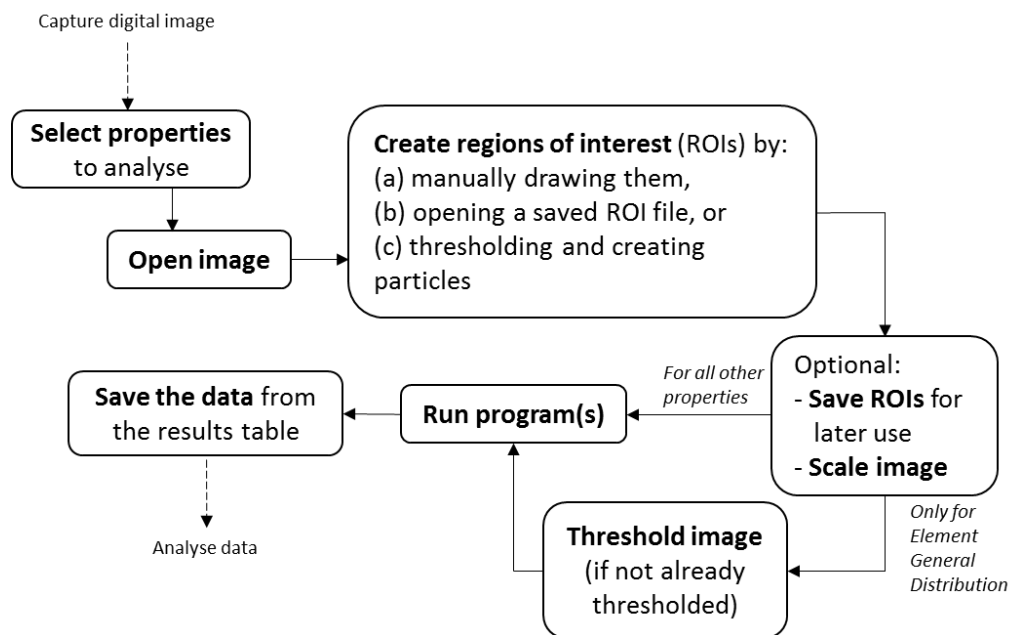 Capture digital image
Select properties
to analyse
Open image
Create regions of interest (ROIs) by:
(a) manually drawing them,
(b) opening a saved ROI file, or
(c) thresholding and creating
particles
Optional:
- Save ROIs for
later use
- Scale image
For all other
properties
Only for
Element
General
Distribution
Threshold image
(if not already
thresholded)
Run program(s)
Save the data from
the results table
Analyse data